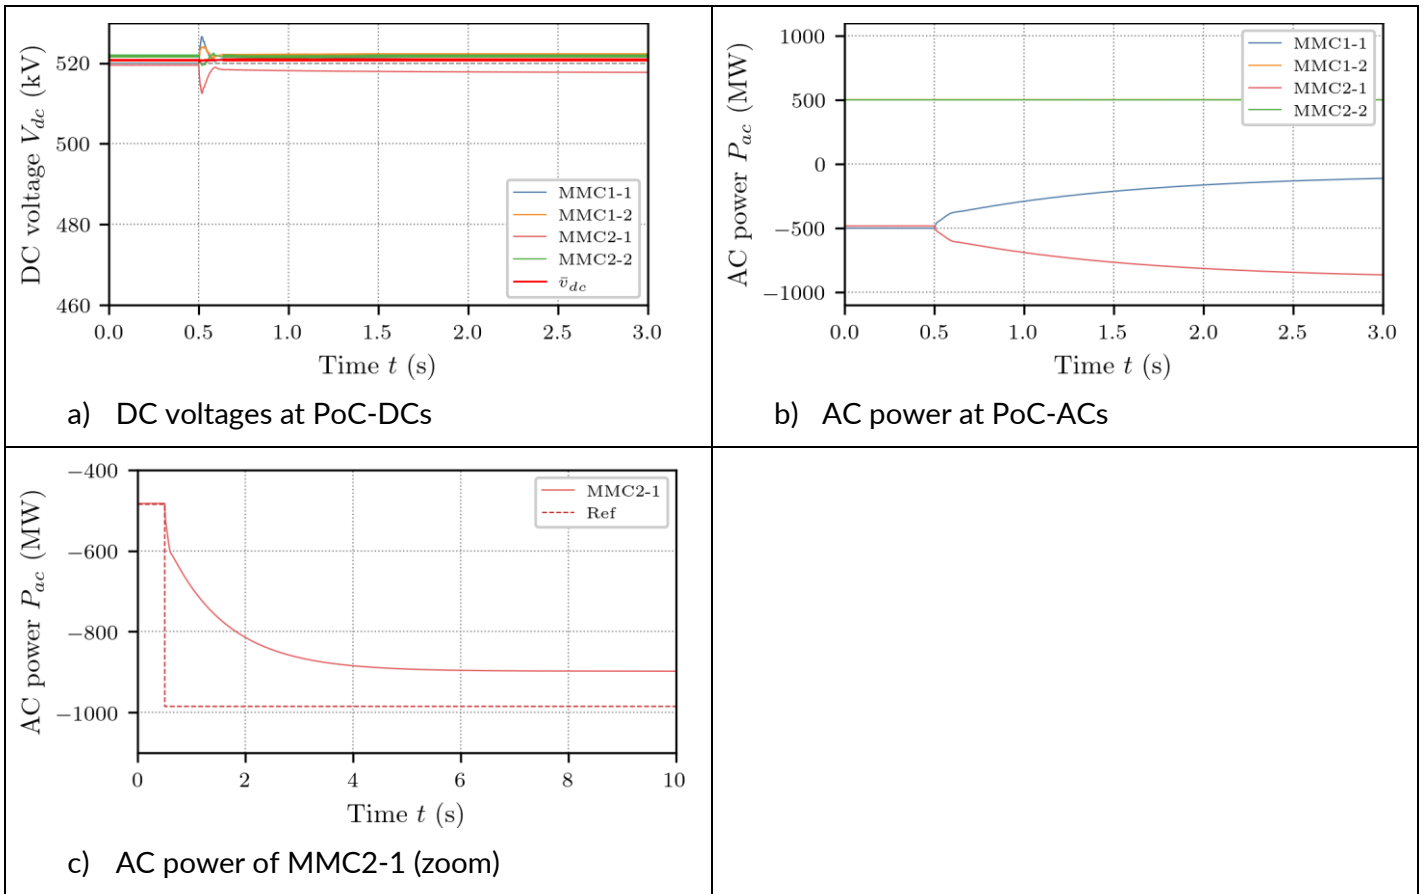 DC voltage V_dc (kV)
520
500
480
460
MMC1-1
MMC1-2
MMC2-1
MMC2-2
v̄_dc
0.0 0.5 1.0 1.5 2.0 2.5 3.0
Time t (s)
a) DC voltages at PoC-DCs
AC power P_ac (MW)
1000
500
0
−500
−1000
MMC1-1
MMC1-2
MMC2-1
MMC2-2
0.0 0.5 1.0 1.5 2.0 2.5 3.0
Time t (s)
b) AC power at PoC-ACs
AC power P_ac (MW)
−400
−600
−800
−1000
MMC2-1
Ref
0 2 4 6 8 10
Time t (s)
c) AC power of MMC2-1 (zoom)